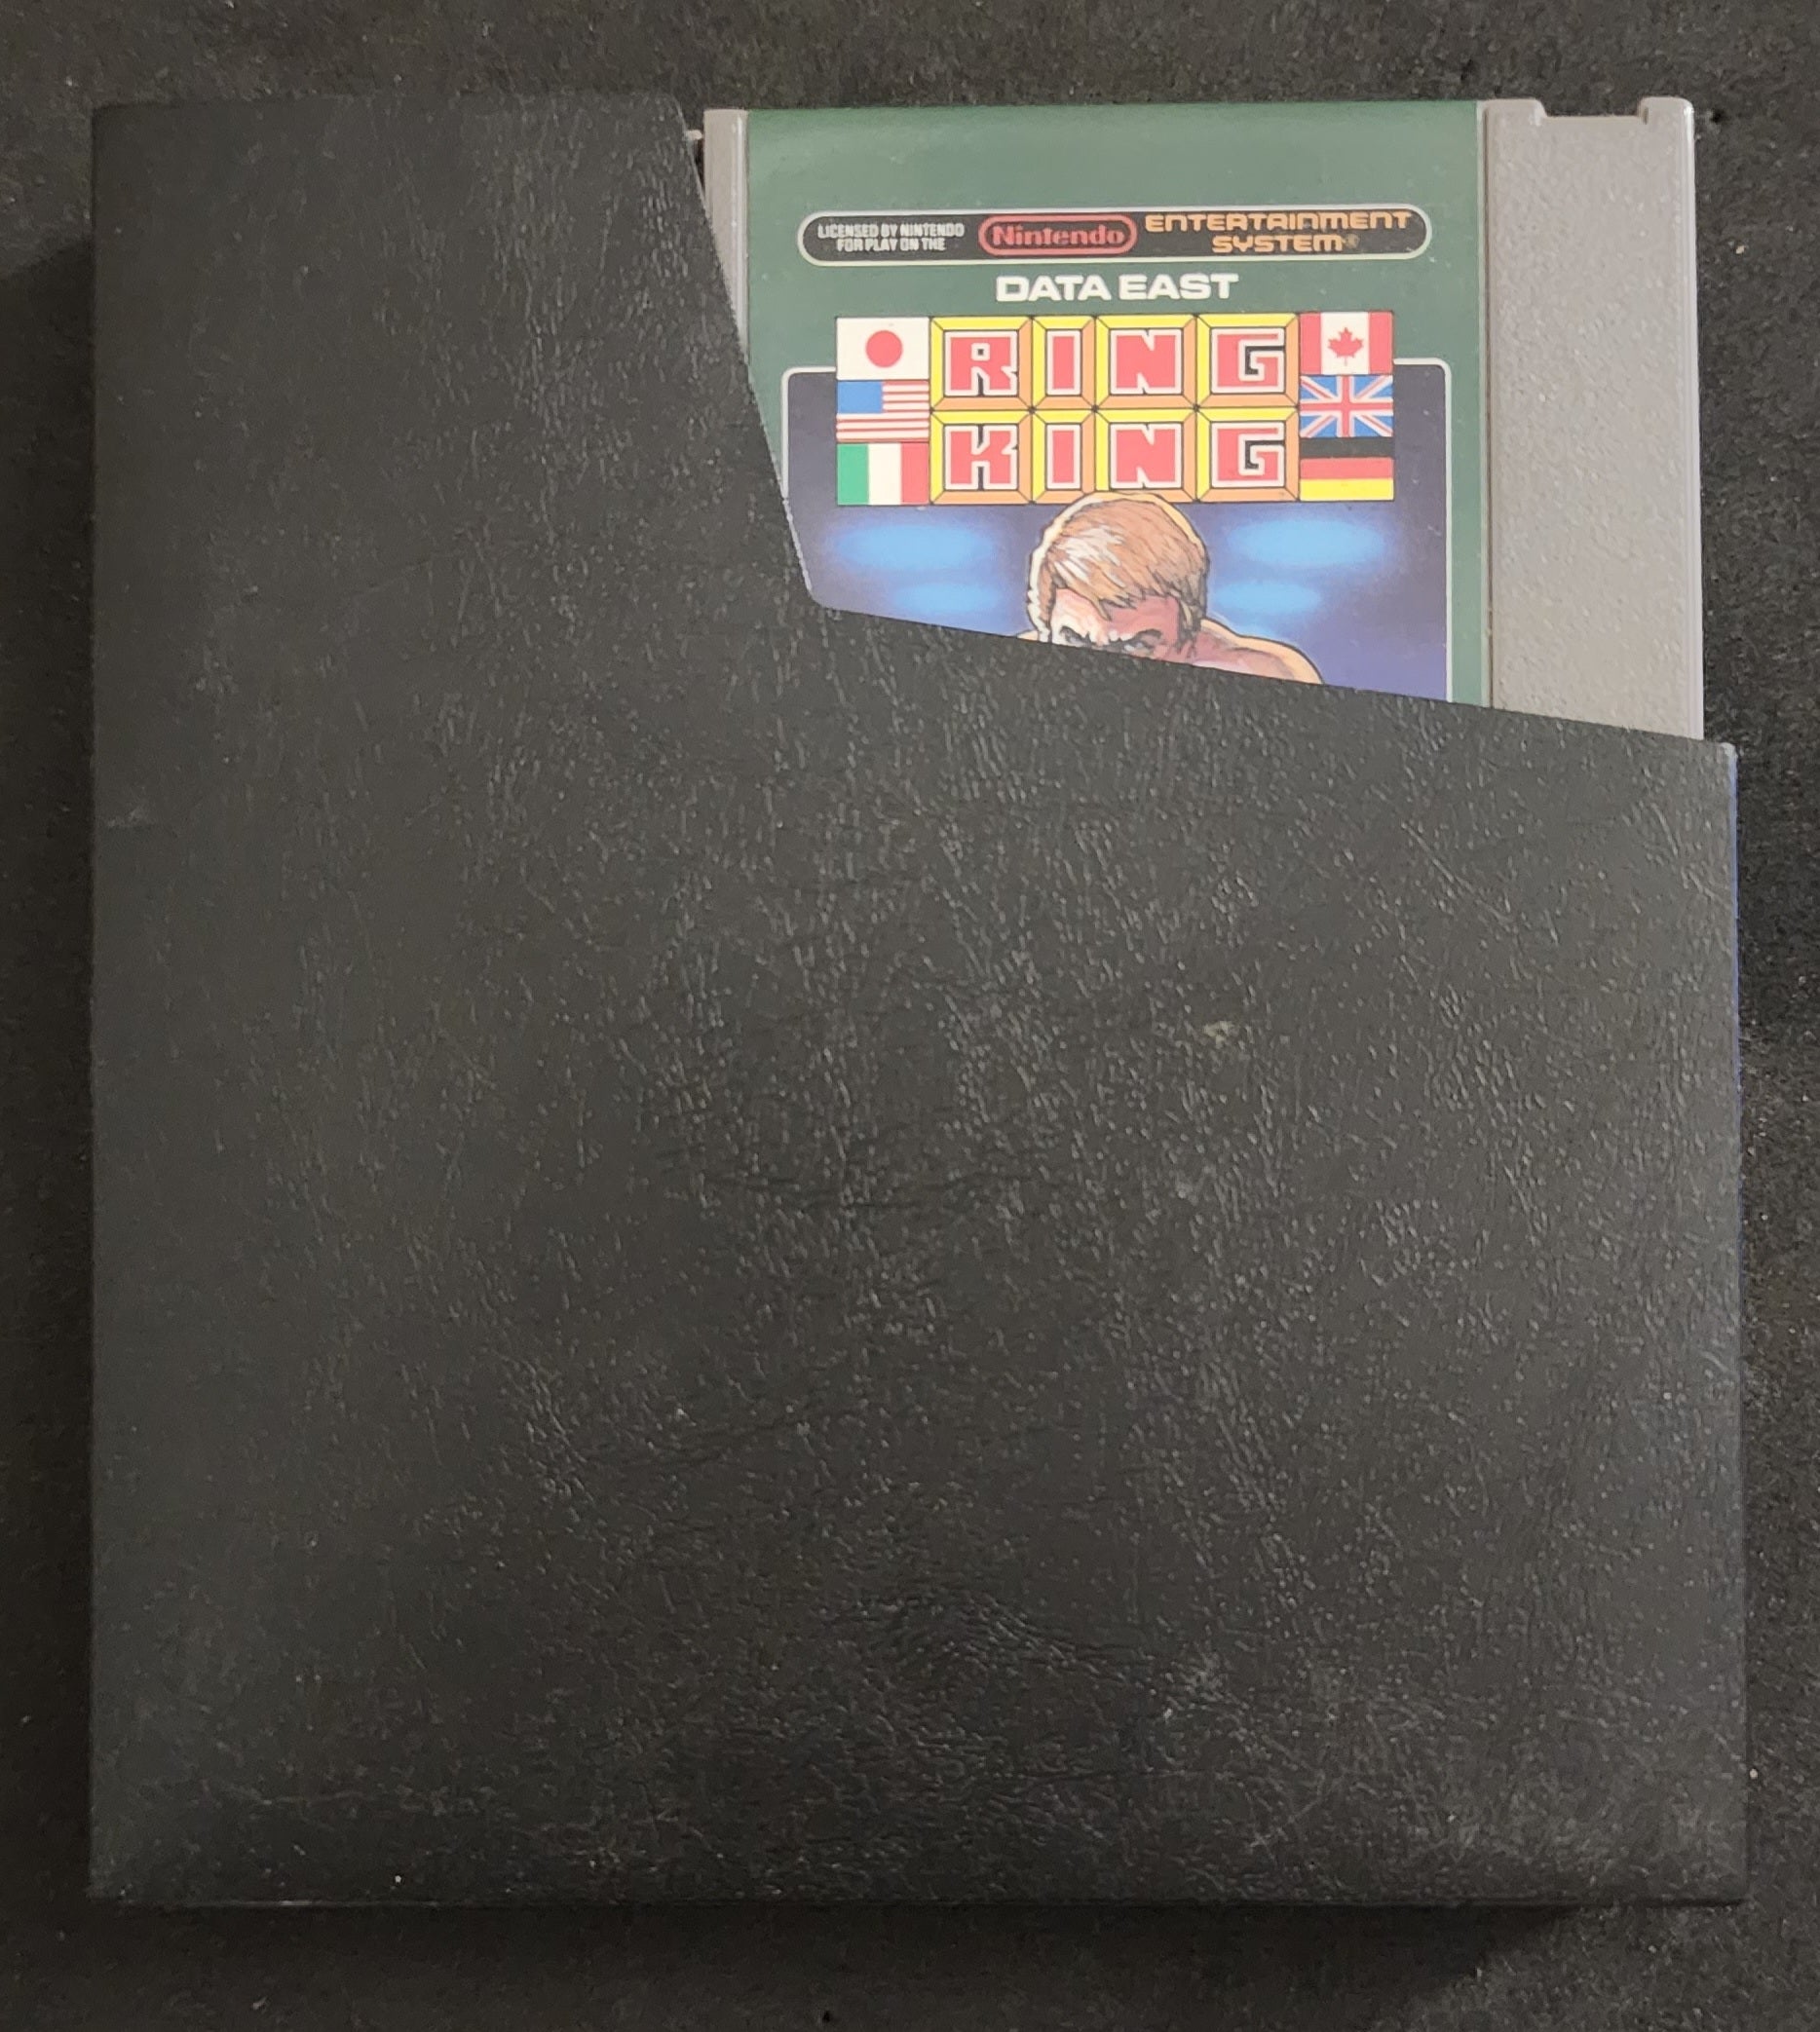 LICENSED BY NINTENDO
FOR PLAY ON THE
Nintendo
ENTERTAINMENT
SYSTEM®
DATA EAST
RING
KING